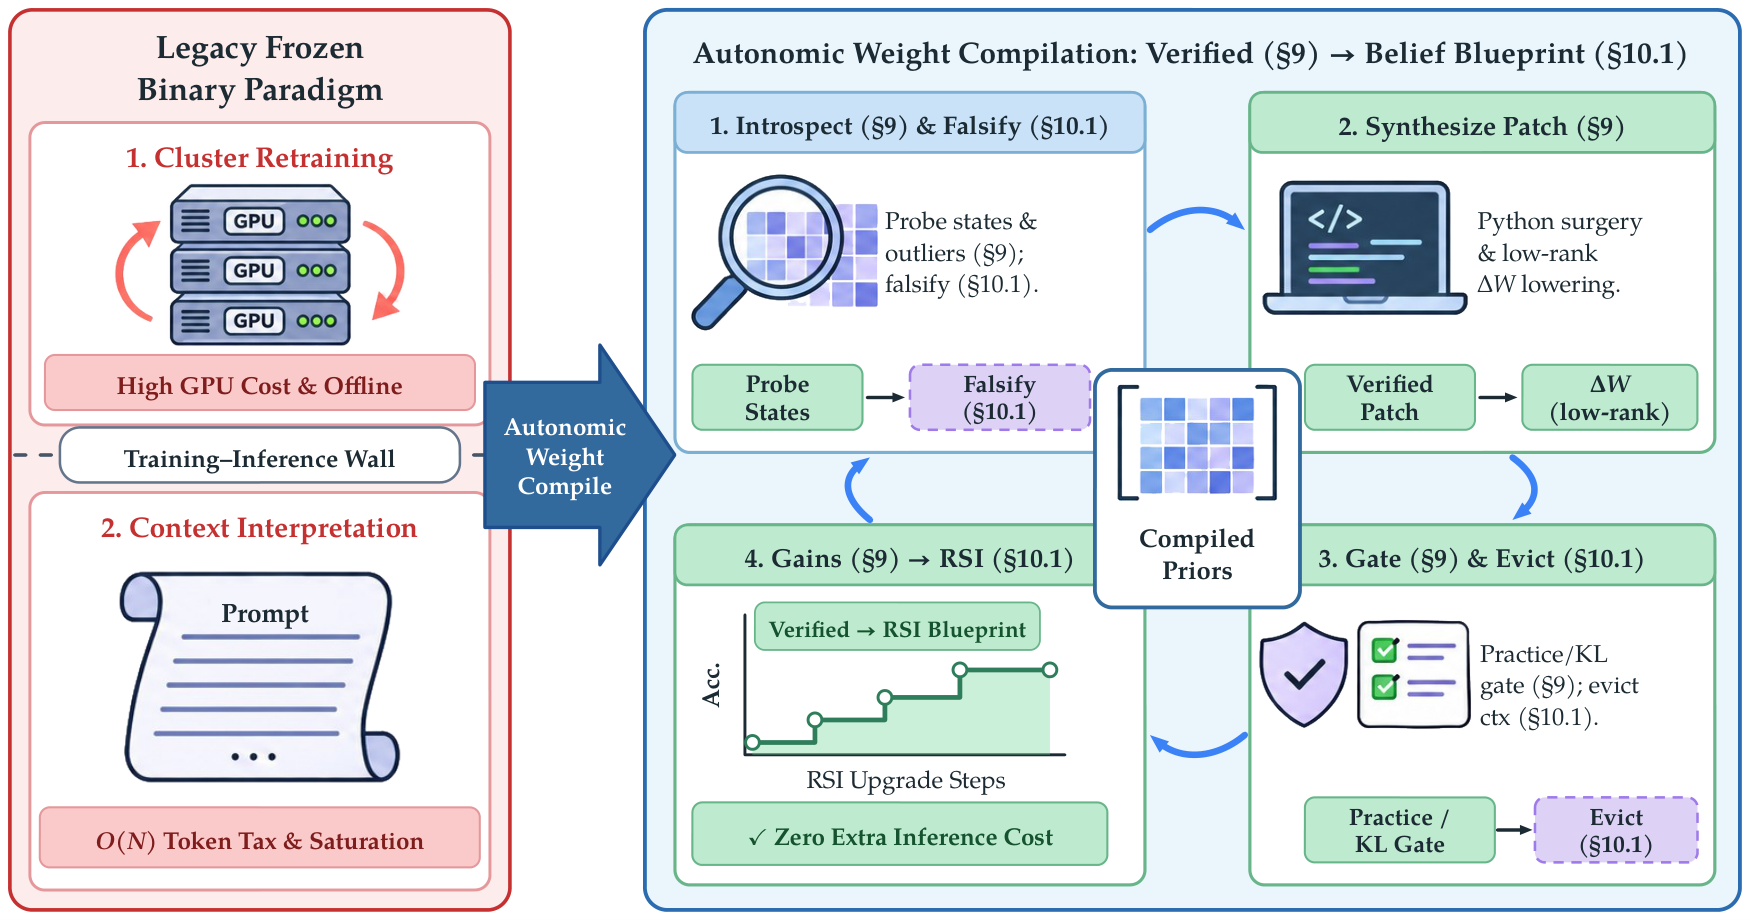 Legacy Frozen
Binary Paradigm
1. Cluster Retraining
GPU
GPU
GPU
High GPU Cost & Offline
Training–Inference Wall
2. Context Interpretation
Prompt
O(N) Token Tax & Saturation
Autonomic
Weight
Compile
Autonomic Weight Compilation: Verified (§9) → Belief Blueprint (§10.1)
1. Introspect (§9) & Falsify (§10.1)
Probe states &
outliers (§9);
falsify (§10.1).
Probe
States
Falsify
(§10.1)
2. Synthesize Patch (§9)
</>
Python surgery
& low-rank
ΔW lowering.
Verified
Patch
ΔW
(low-rank)
Compiled
Priors
3. Gate (§9) & Evict (§10.1)
Practice/KL
gate (§9); evict
ctx (§10.1).
Practice /
KL Gate
Evict
(§10.1)
4. Gains (§9) → RSI (§10.1)
Verified → RSI Blueprint
Acc.
RSI Upgrade Steps
✓ Zero Extra Inference Cost